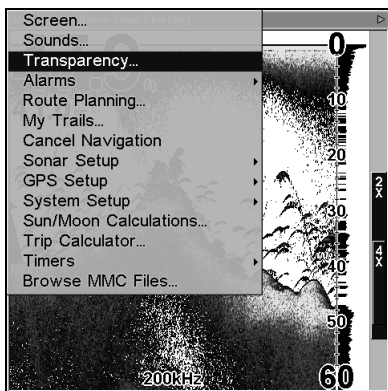 Screen...
Sounds...
Transparency...
Alarms
Route Planning...
My Trails...
Cancel Navigation
Sonar Setup
GPS Setup
System Setup
Sun/Moon Calculations...
Trip Calculator...
Timers
Browse MMC Files...
0
10
20
30
40
50
60
2X
4X
200kHz